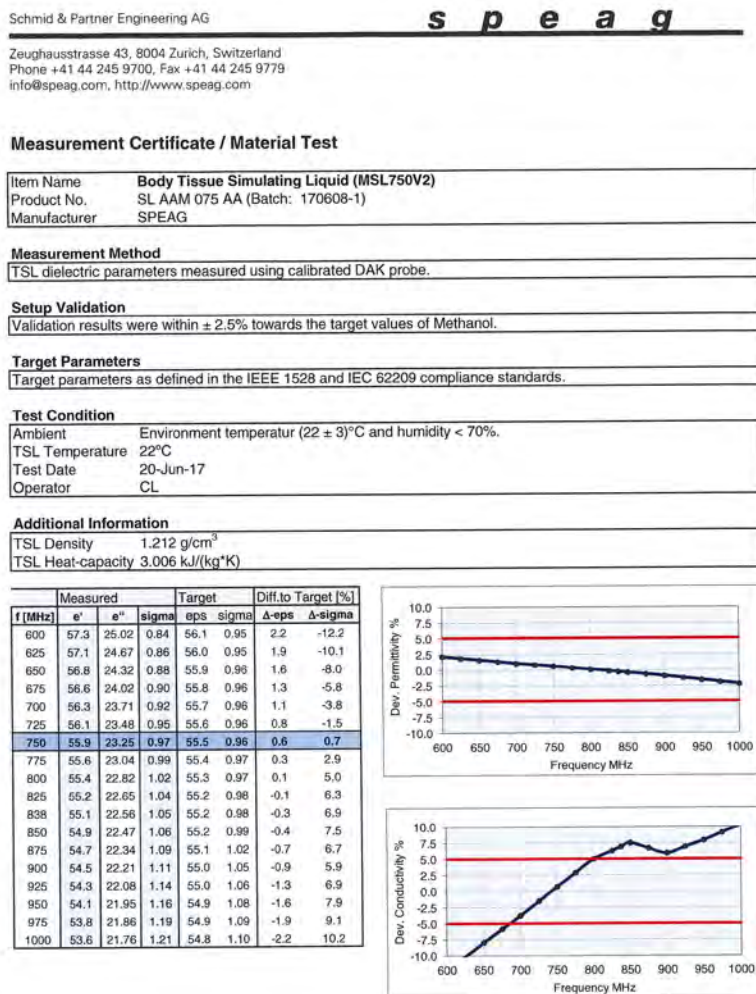 Schmid & Partner Engineering AG
s p e a g
Zeughausstrasse 43, 8004 Zurich, Switzerland
Phone +41 44 245 9700, Fax +41 44 245 9779
info@speag.com, http://www.speag.com
Measurement Certificate / Material Test
Item Name Body Tissue Simulating Liquid (MSL750V2)
Product No. SL AAM 075 AA (Batch: 170608-1)
Manufacturer SPEAG
Measurement Method
TSL dielectric parameters measured using calibrated DAK probe.
Setup Validation
Validation results were within ± 2.5% towards the target values of Methanol.
Target Parameters
Target parameters as defined in the IEEE 1528 and IEC 62209 compliance standards.
Test Condition
Ambient Environment temperatur (22 ± 3)°C and humidity < 70%.
TSL Temperature 22°C
Test Date 20-Jun-17
Operator CL
Additional Information
TSL Density 1.212 g/cm³
TSL Heat-capacity 3.006 kJ/(kg*K)
Measured Target Diff.to Target [%]
f [MHz] e' e" sigma eps sigma Δ-eps Δ-sigma
600 57.3 25.02 0.84 56.1 0.95 2.2 -12.2
625 57.1 24.67 0.86 56.0 0.95 1.9 -10.1
650 56.8 24.32 0.88 55.9 0.96 1.6 -8.0
675 56.6 24.02 0.90 55.8 0.96 1.3 -5.8
700 56.3 23.71 0.92 55.7 0.96 1.1 -3.8
725 56.1 23.48 0.95 55.6 0.96 0.8 -1.5
750 55.9 23.25 0.97 55.5 0.96 0.6 0.7
775 55.6 23.04 0.99 55.4 0.97 0.3 2.9
800 55.4 22.82 1.02 55.3 0.97 0.1 5.0
825 55.2 22.65 1.04 55.2 0.98 -0.1 6.3
838 55.1 22.56 1.05 55.2 0.98 -0.3 6.9
850 54.9 22.47 1.06 55.2 0.99 -0.4 7.5
875 54.7 22.34 1.09 55.1 1.02 -0.7 6.7
900 54.5 22.21 1.11 55.0 1.05 -0.9 5.9
925 54.3 22.08 1.14 55.0 1.06 -1.3 6.9
950 54.1 21.95 1.16 54.9 1.08 -1.6 7.9
975 53.8 21.86 1.19 54.9 1.09 -1.9 9.1
1000 53.6 21.76 1.21 54.8 1.10 -2.2 10.2
Dev. Permittivity %
10.0
7.5
5.0
2.5
0.0
-2.5
-5.0
-7.5
-10.0
600 650 700 750 800 850 900 950 1000
Frequency MHz
Dev. Conductivity %
10.0
7.5
5.0
2.5
0.0
-2.5
-5.0
-7.5
-10.0
600 650 700 750 800 850 900 950 1000
Frequency MHz